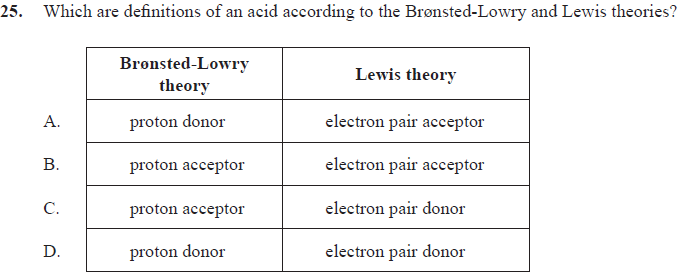 25. Which are definitions of an acid according to the Brønsted-Lowry and Lewis theories?
Brønsted-Lowry theory Lewis theory
A. proton donor electron pair acceptor
B. proton acceptor electron pair acceptor
C. proton acceptor electron pair donor
D. proton donor electron pair donor